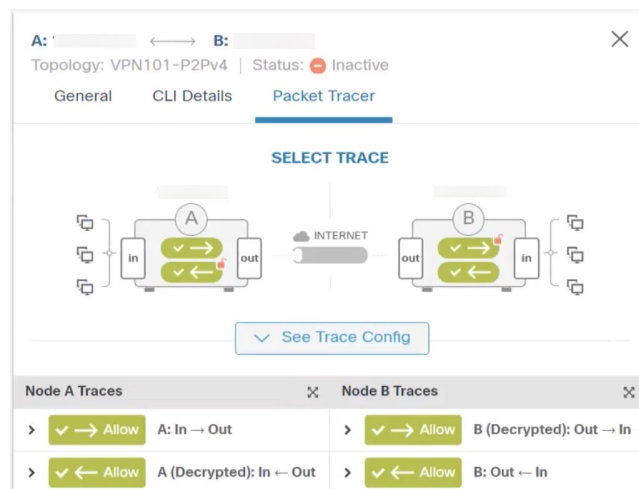 A: B:
Topology: VPN101-P2Pv4 | Status: Inactive
General CLI Details Packet Tracer
SELECT TRACE
A B
INTERNET
in out out in
See Trace Config
Node A Traces Node B Traces
Allow A: In → Out Allow B (Decrypted): Out → In
Allow A (Decrypted): In ← Out Allow B: Out ← In